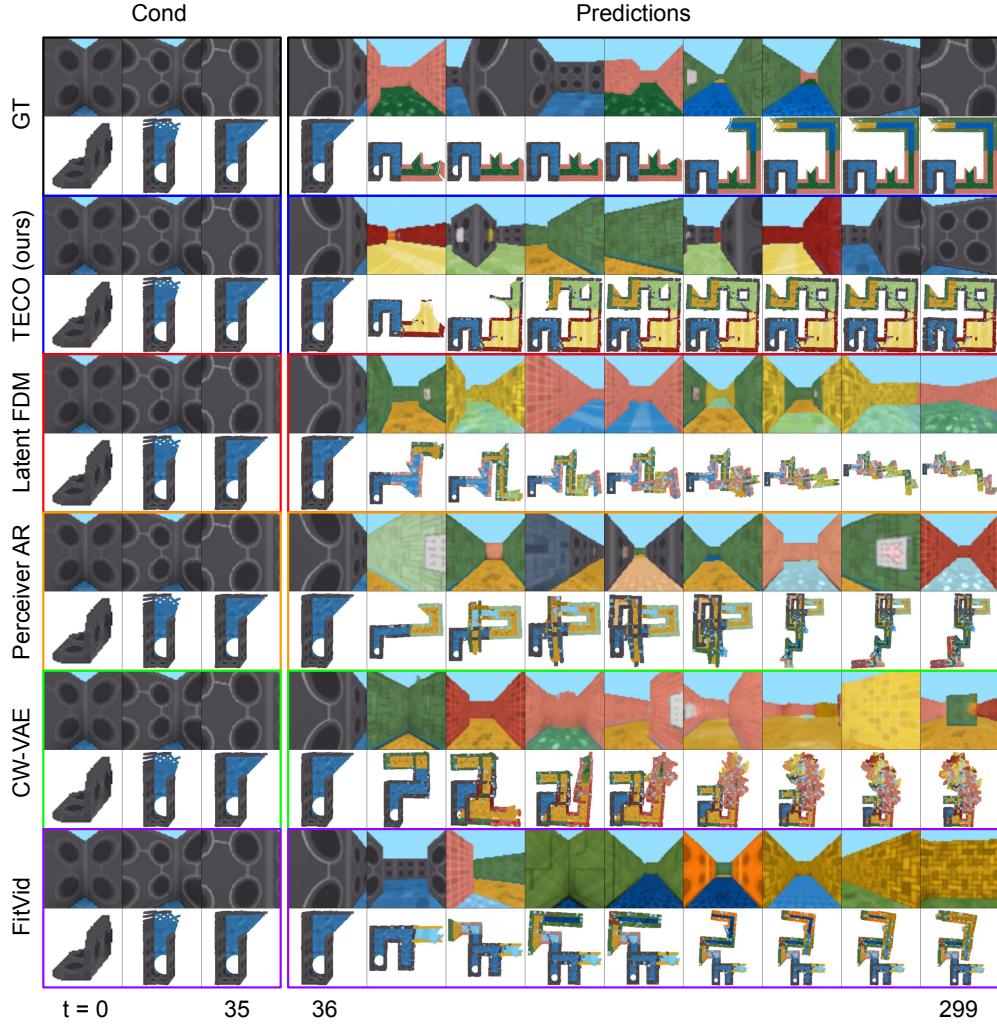 Cond Predictions
GT
TECO (ours)
Latent FDM
Perceiver AR
CW-VAE
FitVid
t = 0 35 36 299